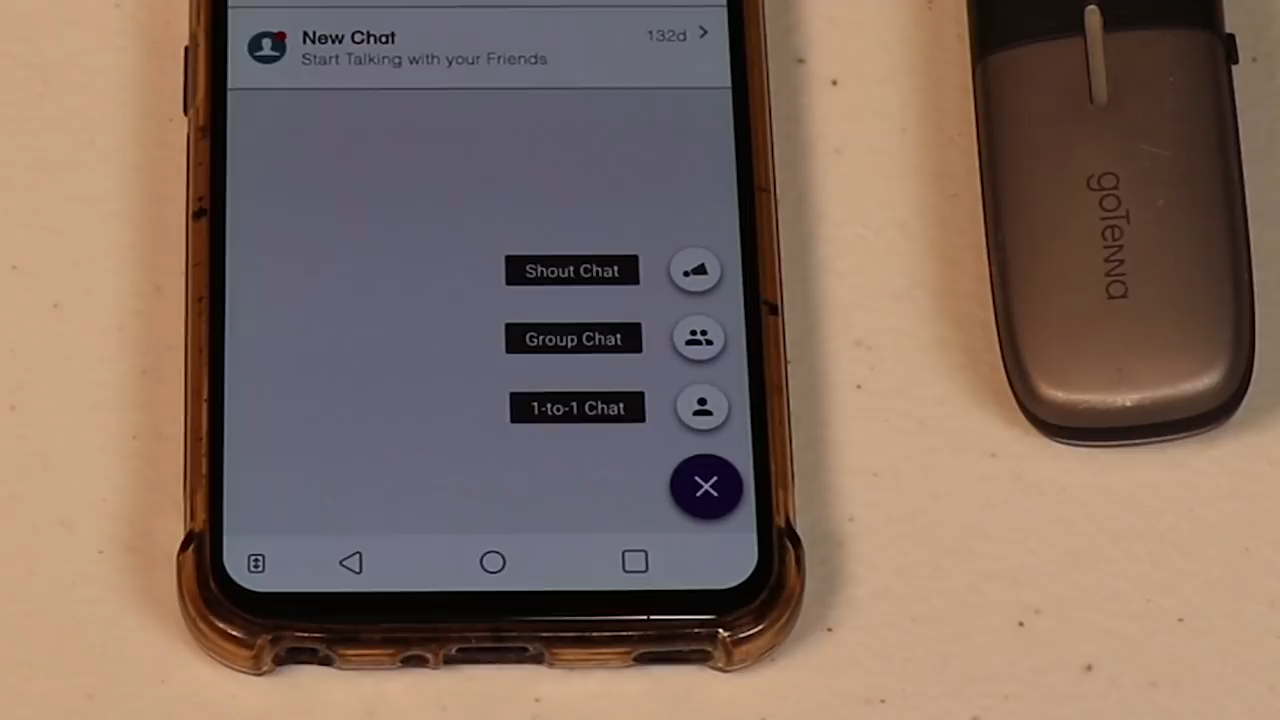 New Chat
132d
Start Talking with your Friends
Shout Chat
Group Chat
1-to-1 Chat
goTenna